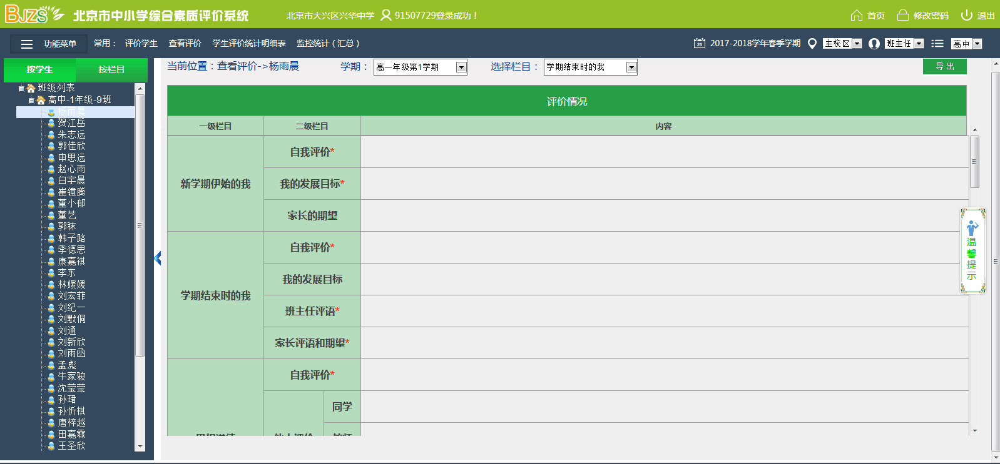 BJZS 北京市中小学综合素质评价系统 北京市大兴区兴华中学 91507729登录成功！ 首页 修改密码 退出
功能菜单 常用： 评价学生 查看评价 学生评价统计明细表 监控统计（汇总） 2017-2018学年春季学期 主校区 班主任 高中
按学生 按栏目
当前位置：查看评价->杨雨晨 学期： 高一年级第1学期 选择栏目： 学期结束时的我 导 出
班级列表
高中-1年级-9班
杨雨晨
贺江岳
朱志远
郭佳欣
申思远
赵心雨
白宇晨
崔镱腾
董小郁
董艺
郭秣
韩子路
季德思
康嘉祺
李东
林媛媛
刘宏菲
刘纪一
刘默侗
刘通
刘新欣
刘雨函
孟彪
牛家骏
沈莹莹
孙珺
孙忻棋
唐梓越
田嘉霖
王圣欣
评价情况
一级栏目 二级栏目 内容
新学期伊始的我
自我评价*
我的发展目标*
家长的期望
学期结束时的我
自我评价*
我的发展目标
班主任评语*
家长评语和期望*
自我评价*
同学
温
馨
提
示